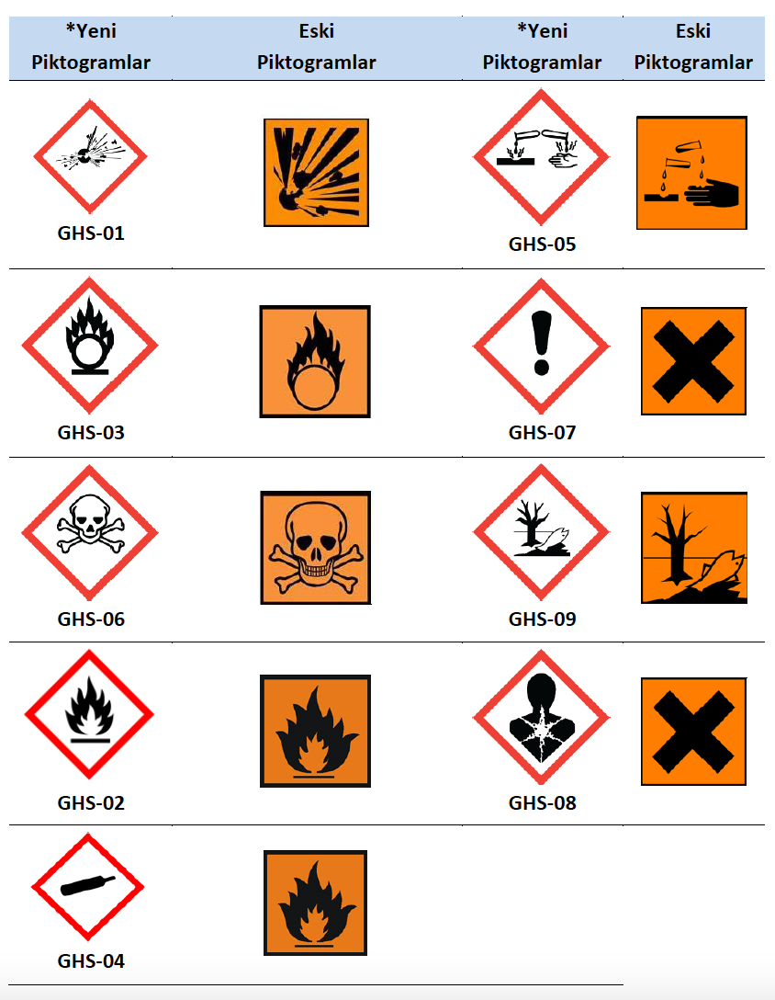 *Yeni Piktogramlar
Eski Piktogramlar
*Yeni Piktogramlar
Eski Piktogramlar
GHS-01
GHS-05
GHS-03
GHS-07
GHS-06
GHS-09
GHS-02
GHS-08
GHS-04